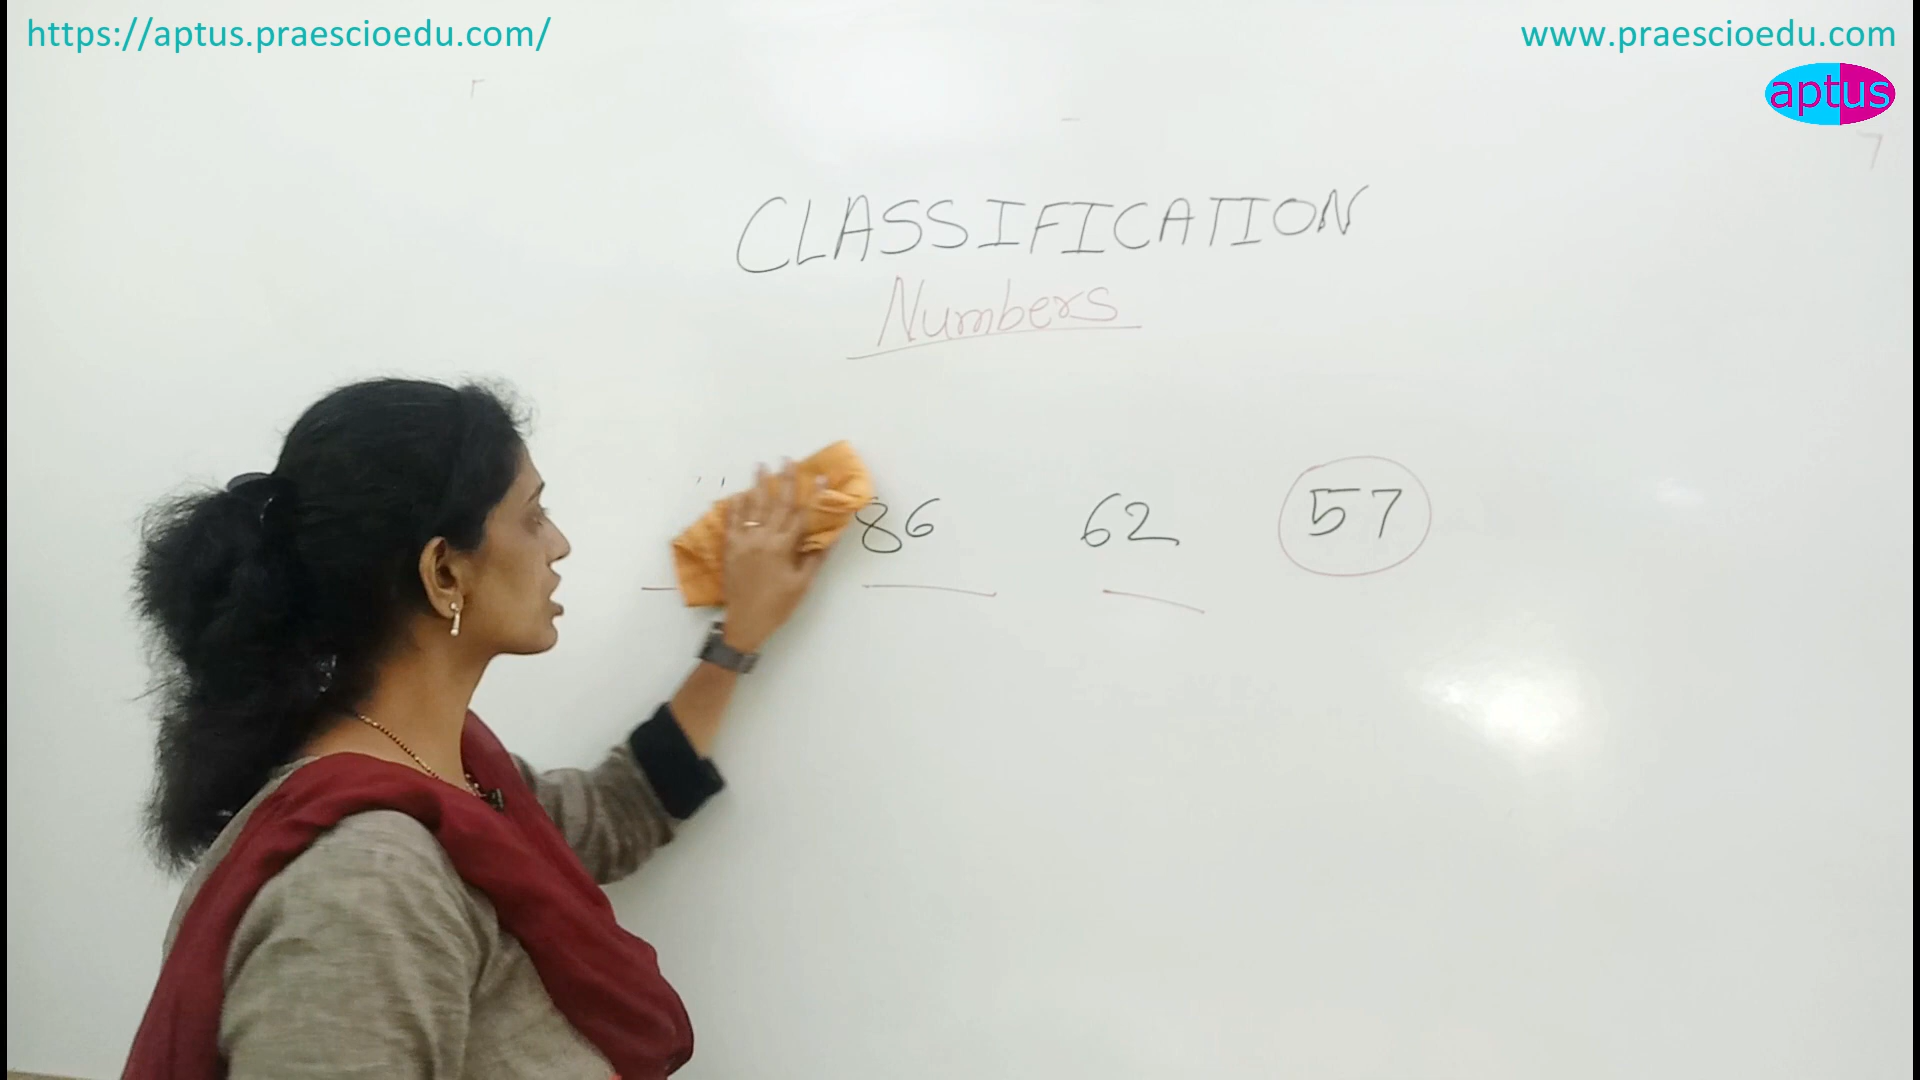 https://aptus.praescioedu.com/
www.praescioedu.com
aptus
CLASSIFICATION
Numbers
86 62 57